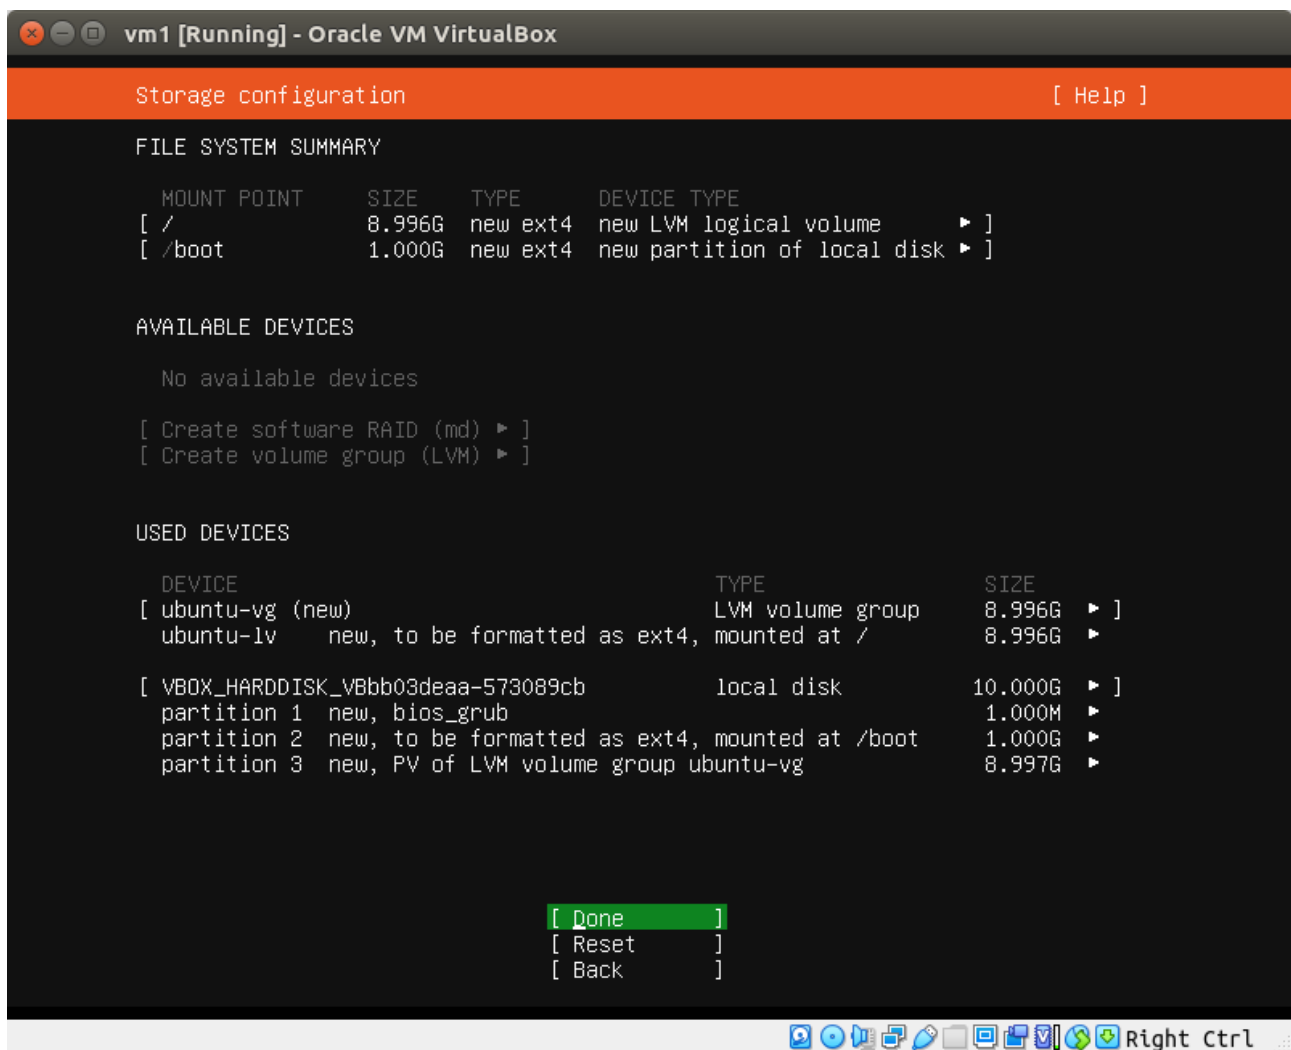 vm1 [Running] - Oracle VM VirtualBox
Storage configuration [ Help ]
FILE SYSTEM SUMMARY
MOUNT POINT SIZE TYPE DEVICE TYPE
[ / 8.996G new ext4 new LVM logical volume ▸ ]
[ /boot 1.000G new ext4 new partition of local disk ▸ ]
AVAILABLE DEVICES
No available devices
[ Create software RAID (md) ▸ ]
[ Create volume group (LVM) ▸ ]
USED DEVICES
DEVICE TYPE SIZE
[ ubuntu-vg (new) LVM volume group 8.996G ▸ ]
ubuntu-lv new, to be formatted as ext4, mounted at / 8.996G ▸
[ VBOX_HARDDISK_VBbb03deaa-573089cb local disk 10.000G ▸ ]
partition 1 new, bios_grub 1.000M ▸
partition 2 new, to be formatted as ext4, mounted at /boot 1.000G ▸
partition 3 new, PV of LVM volume group ubuntu-vg 8.997G ▸
[ Done ]
[ Reset ]
[ Back ]
Right Ctrl